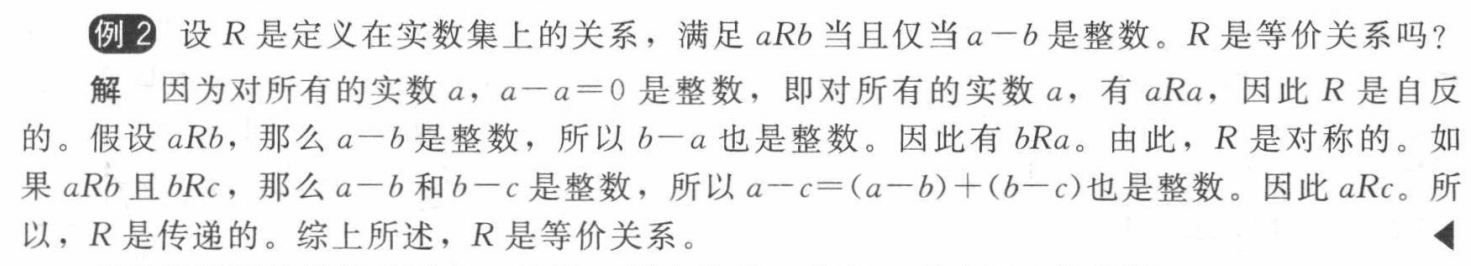 例2 设 R 是定义在实数集上的关系，满足 aRb 当且仅当 a－b 是整数。R 是等价关系吗？
解 因为对所有的实数 a，a－a＝0 是整数，即对所有的实数 a，有 aRa，因此 R 是自反
的。假设 aRb，那么 a－b 是整数，所以 b－a 也是整数。因此有 bRa。由此，R 是对称的。如
果 aRb 且 bRc，那么 a－b 和 b－c 是整数，所以 a－c＝(a－b)＋(b－c)也是整数。因此 aRc。所
以，R 是传递的。综上所述，R 是等价关系。 ◀